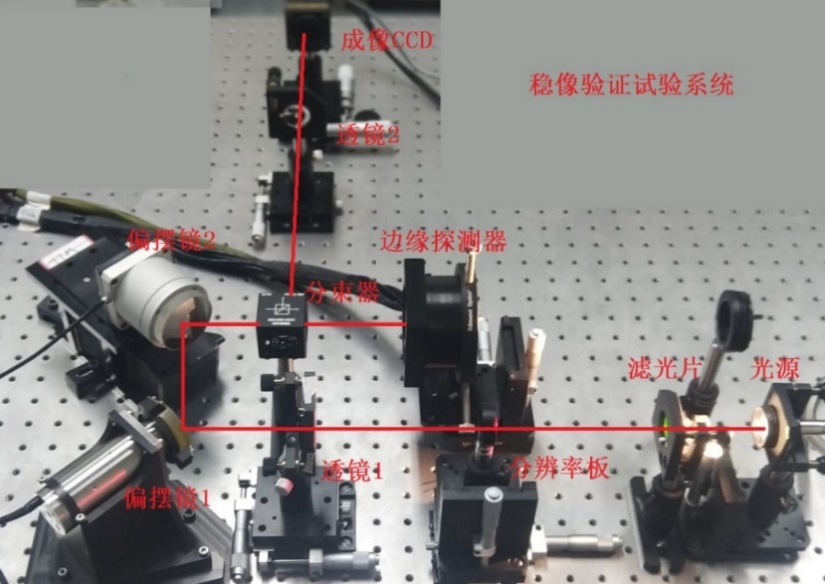 成像CCD
稳像验证试验系统
透镜2
偏摆镜2
边缘探测器
分束器
滤光片
光源
透镜1
分辨率板
偏摆镜1